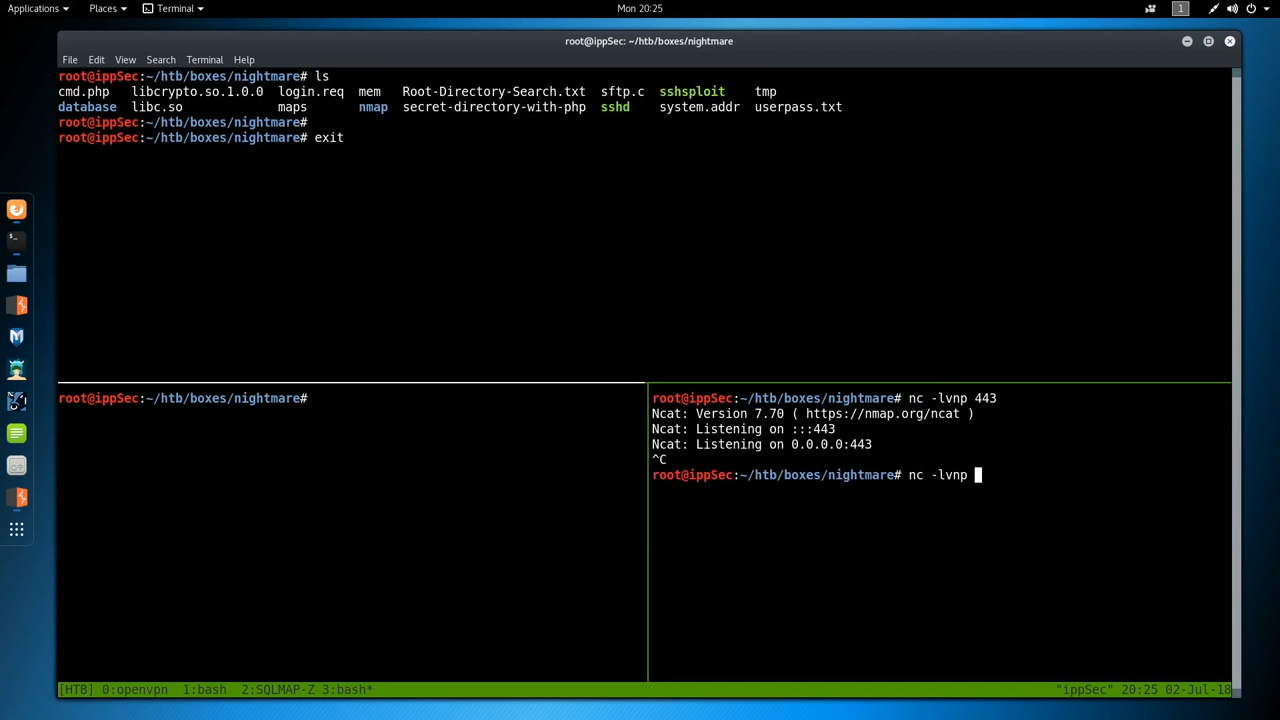 Applications Places Terminal Mon 20:25 1
root@ippSec: ~/htb/boxes/nightmare
File Edit View Search Terminal Help
root@ippSec:~/htb/boxes/nightmare# ls
cmd.php libcrypto.so.1.0.0 login.req mem Root-Directory-Search.txt sftp.c sshsploit tmp
database libc.so maps nmap secret-directory-with-php sshd system.addr userpass.txt
root@ippSec:~/htb/boxes/nightmare#
root@ippSec:~/htb/boxes/nightmare# exit
root@ippSec:~/htb/boxes/nightmare#
root@ippSec:~/htb/boxes/nightmare# nc -lvnp 443
Ncat: Version 7.70 ( https://nmap.org/ncat )
Ncat: Listening on :::443
Ncat: Listening on 0.0.0.0:443
^C
root@ippSec:~/htb/boxes/nightmare# nc -lvnp
[HTB] 0:openvpn 1:bash 2:SQLMAP-Z 3:bash* "ippSec" 20:25 02-Jul-18